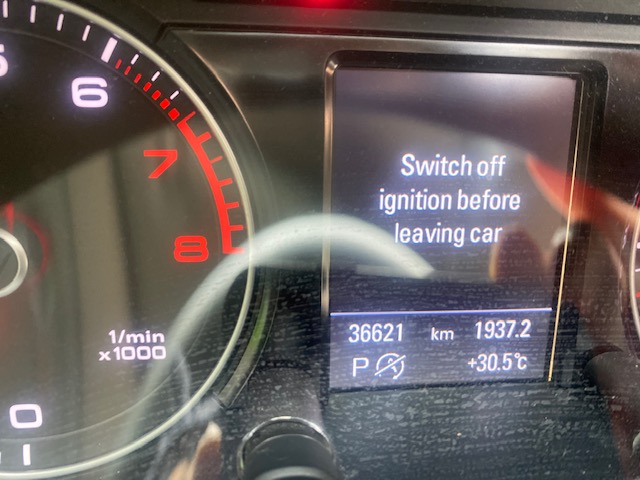 5
6
7
8
1/min
x1000
0
Switch off
ignition before
leaving car
36621 km 1937.2
P +30.5°C